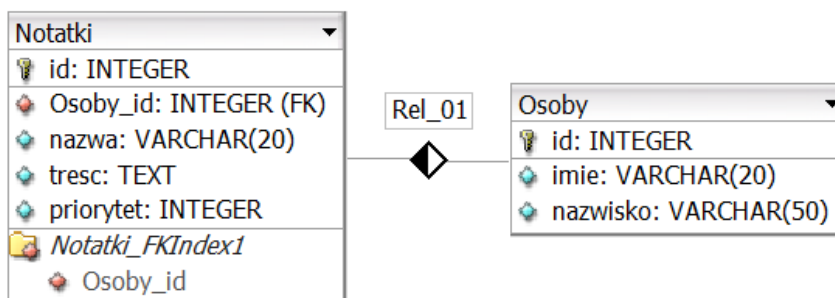 Notatki
id: INTEGER
Osoby_id: INTEGER (FK)
nazwa: VARCHAR(20)
tresc: TEXT
priorytet: INTEGER
Notatki_FKIndex1
Osoby_id
Rel_01
Osoby
id: INTEGER
imie: VARCHAR(20)
nazwisko: VARCHAR(50)